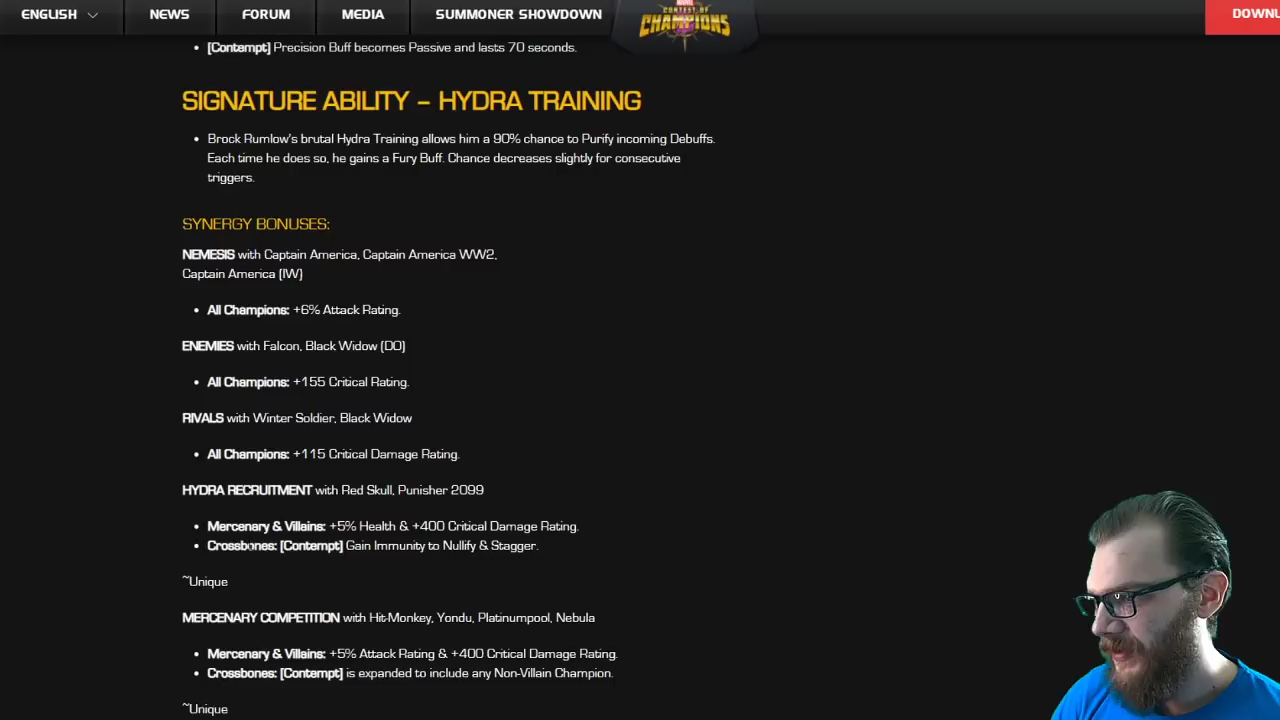 ENGLISH NEWS FORUM MEDIA SUMMONER SHOWDOWN MARVEL CONTEST OF CHAMPIONS DOWNL
[Contempt] Precision Buff becomes Passive and lasts 70 seconds.
SIGNATURE ABILITY – HYDRA TRAINING
• Brock Rumlow's brutal Hydra Training allows him a 90% chance to Purify incoming Debuffs.
Each time he does so, he gains a Fury Buff. Chance decreases slightly for consecutive
triggers.
SYNERGY BONUSES:
NEMESIS with Captain America, Captain America WW2,
Captain America (IW)
• All Champions: +6% Attack Rating.
ENEMIES with Falcon, Black Widow (DO)
• All Champions: +155 Critical Rating.
RIVALS with Winter Soldier, Black Widow
• All Champions: +115 Critical Damage Rating.
HYDRA RECRUITMENT with Red Skull, Punisher 2099
• Mercenary & Villains: +5% Health & +400 Critical Damage Rating.
• Crossbones: [Contempt] Gain Immunity to Nullify & Stagger.
~Unique
MERCENARY COMPETITION with Hit-Monkey, Yondu, Platinumpool, Nebula
• Mercenary & Villains: +5% Attack Rating & +400 Critical Damage Rating.
• Crossbones: [Contempt] is expanded to include any Non-Villain Champion.
~Unique